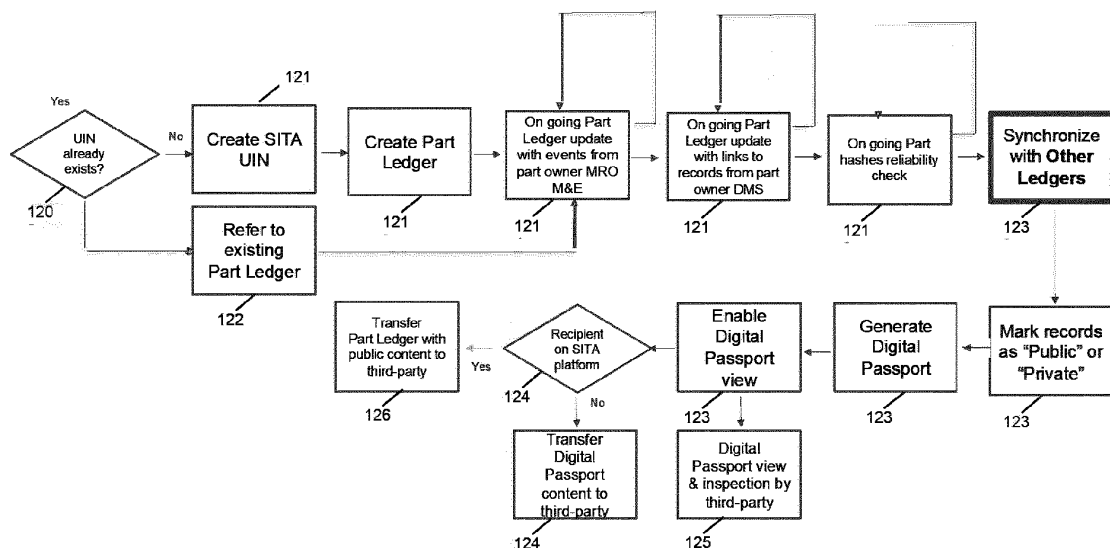 Yes
UIN
already
exists?
120
No
121
Create SITA
UIN
Create Part
Ledger
121
On going Part
Ledger update
with events from
part owner MRO
M&E
121
On going Part
Ledger update
with links to
records from part
owner DMS
121
On going Part
hashes reliability
check
121
Synchronize
with Other
Ledgers
123
Refer to
existing
Part Ledger
122
Transfer
Part Ledger with
public content to
third-party
126
Yes
Recipient
on SITA
platform
124
No
Enable
Digital
Passport
view
123
Generate
Digital
Passport
123
Mark records
as “Public” or
“Private”
123
Transfer
Digital
Passport
content to
third-party
124
Digital
Passport view
& inspection by
third-party
125